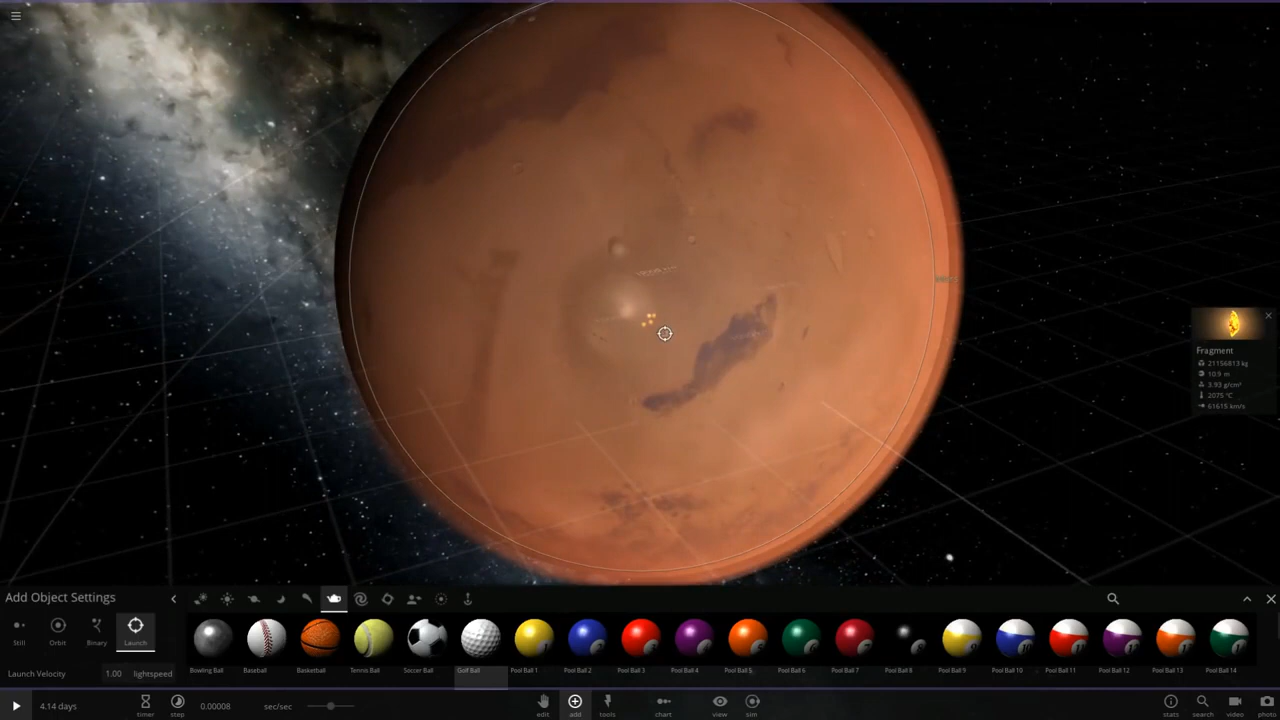 Fragment
21156813 kg
10.9 m
3.93 g/cm³
2075 °C
61615 km/s
Add Object Settings
Still
Orbit
Binary
Launch
Launch Velocity
1.00
lightspeed
Bowling Ball
Baseball
Basketball
Tennis Ball
Soccer Ball
Golf Ball
Pool Ball 1
Pool Ball 2
Pool Ball 3
Pool Ball 4
Pool Ball 5
Pool Ball 6
Pool Ball 7
Pool Ball 8
Pool Ball 9
Pool Ball 10
Pool Ball 11
Pool Ball 12
Pool Ball 13
Pool Ball 14
4.14 days
timer
step
0.00008
sec/sec
edit
add
tools
chart
view
sim
stats
search
video
photo